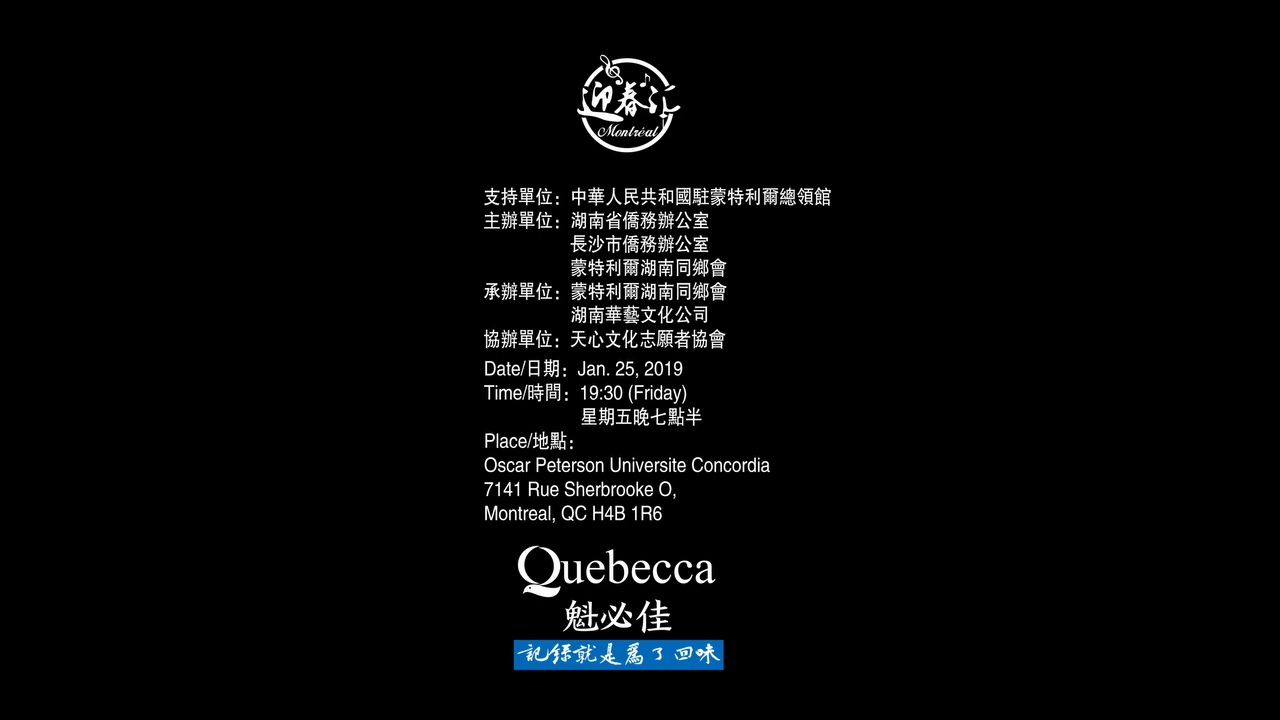 迎春汇
Montréal
支持單位：中華人民共和國駐蒙特利爾總領館
主辦單位：湖南省僑務辦公室
長沙市僑務辦公室
蒙特利爾湖南同鄉會
承辦單位：蒙特利爾湖南同鄉會
湖南華藝文化公司
協辦單位：天心文化志願者協會
Date/日期：Jan. 25, 2019
Time/時間：19:30 (Friday)
星期五晚七點半
Place/地點：
Oscar Peterson Universite Concordia
7141 Rue Sherbrooke O,
Montreal, QC H4B 1R6
Quebecca
魁必佳
記錄就是爲了回味